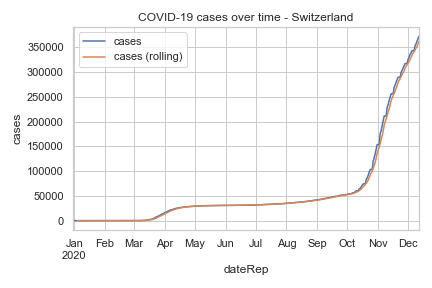 COVID-19 cases over time - Switzerland
cases
cases (rolling)
cases
350000
300000
250000
200000
150000
100000
50000
0
Jan Feb Mar Apr May Jun Jul Aug Sep Oct Nov Dec
2020
dateRep